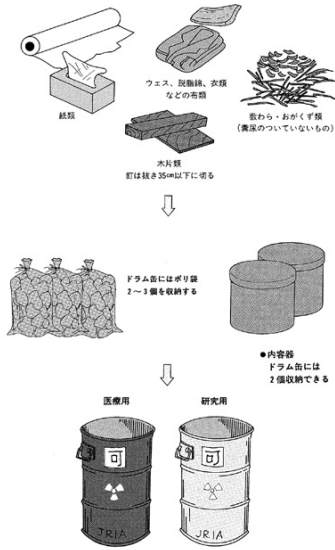 紙類
ウェス、脱脂綿、衣類
などの布類
敷わら・おがくず類
(糞尿のついていないもの)
木片類
釘は抜き35cm以下に切る
ドラム缶にはポリ袋
2～3個を収納する
●内容器
ドラム缶には
2個収納できる
医療用
研究用
可
可
JRIA
JRIA